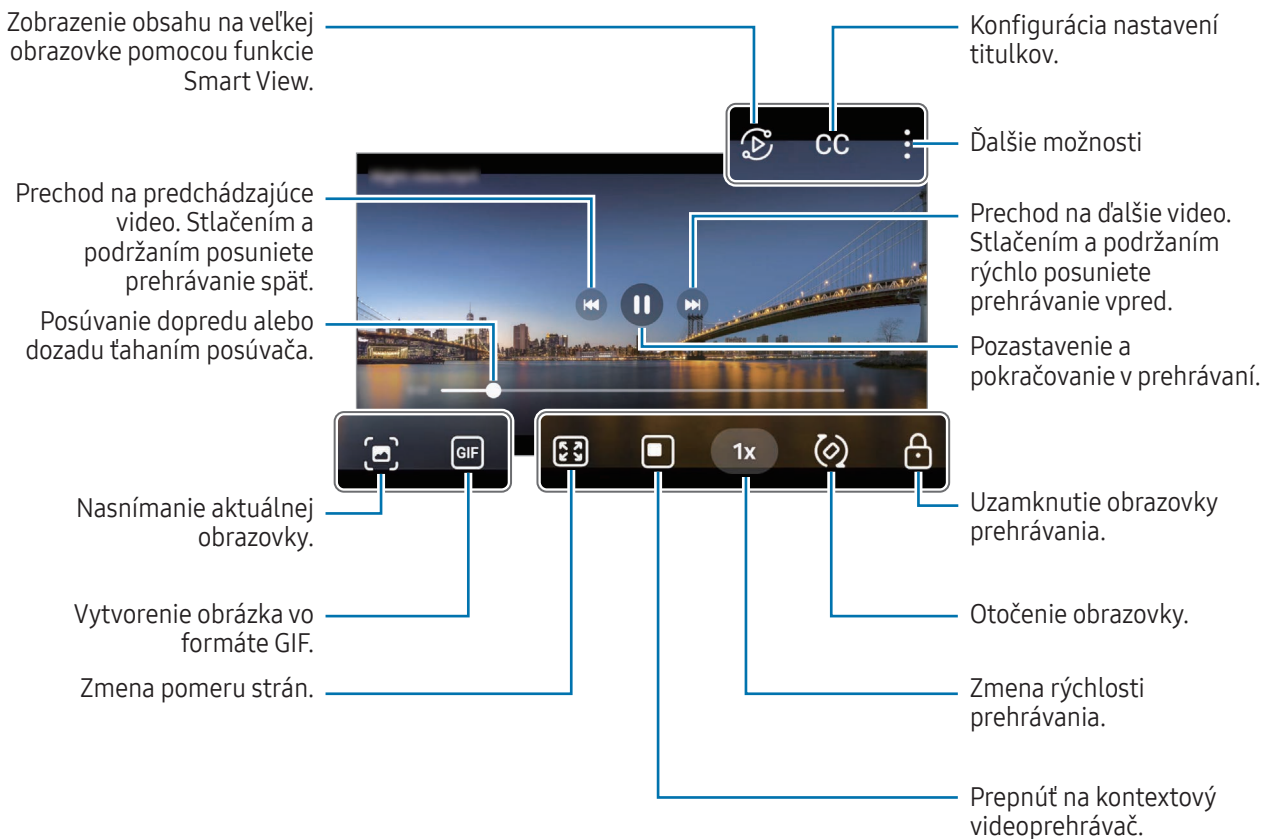 Zobrazenie obsahu na veľkej
obrazovke pomocou funkcie
Smart View.
Konfigurácia nastavení
titulkov.
CC
Ďalšie možnosti
Prechod na predchádzajúce
video. Stlačením a
podržaním posuniete
prehrávanie späť.
Prechod na ďalšie video.
Stlačením a podržaním
rýchlo posuniete
prehrávanie vpred.
Posúvanie dopredu alebo
dozadu ťahaním posúvača.
Pozastavenie a
pokračovanie v prehrávaní.
GIF
1x
Nasnímanie aktuálnej
obrazovky.
Uzamknutie obrazovky
prehrávania.
Vytvorenie obrázka vo
formáte GIF.
Otočenie obrazovky.
Zmena pomeru strán.
Zmena rýchlosti
prehrávania.
Prepnúť na kontextový
videoprehrávač.